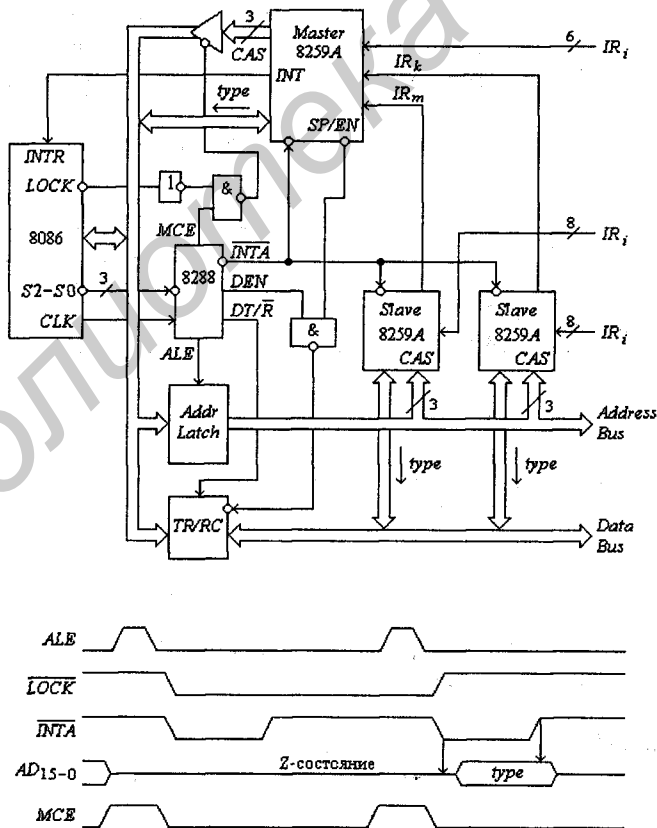 3
Master
8259A
CAS
6
IRi
INT
IRk
type
IRm
SP/EN
INTR
LOCK
1
&
8086
MCE
INTA
8
IRi
8288
DEN
S2-S0
3
DT/R
&
Slave
8259A
Slave
8259A
8
IRi
CLK
CAS
CAS
ALE
Addr
Latch
3
3
Address
Bus
type
type
TR/RC
Data
Bus
ALE
LOCK
INTA
AD15-0
Z-состояние
type
MCE